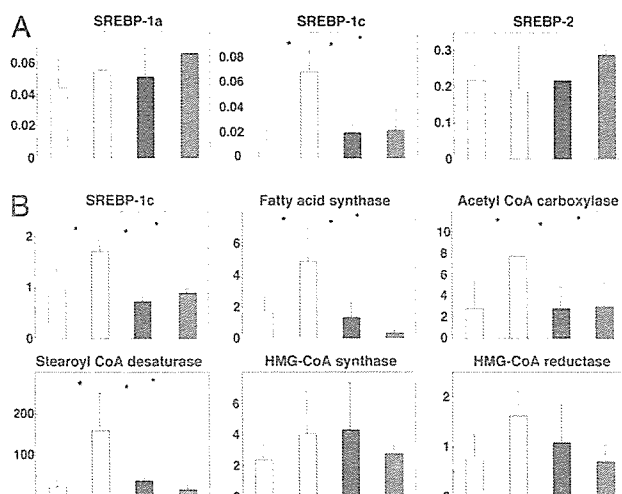 A
SREBP-1a
SREBP-1c
SREBP-2
0.06
0.04
0.02
0
0.08
0.06
0.04
0.02
0
0.3
0.2
0.1
0
* * *
B
SREBP-1c
Fatty acid synthase
Acetyl CoA carboxylase
2
1
0
* * *
6
4
2
0
* * *
10
8
6
4
2
0
* * *
Stearoyl CoA desaturase
HMG-CoA synthase
HMG-CoA reductase
200
100
* * *
6
4
2
2
1
0